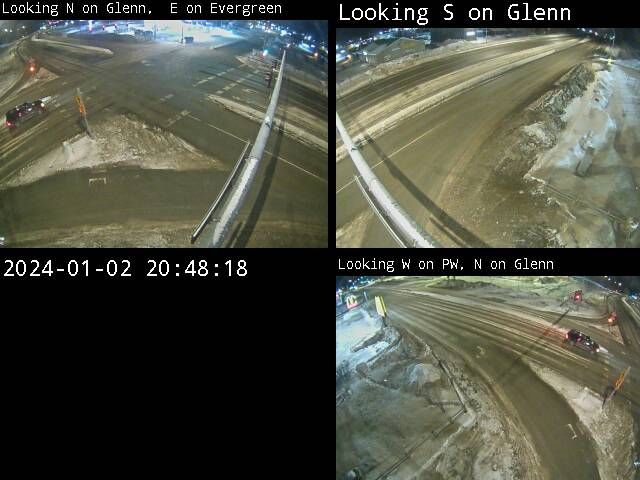 Looking N on Glenn,  E on Evergreen
Looking S on Glenn
2024-01-02 20:48:18
Looking W on PW, N on Glenn